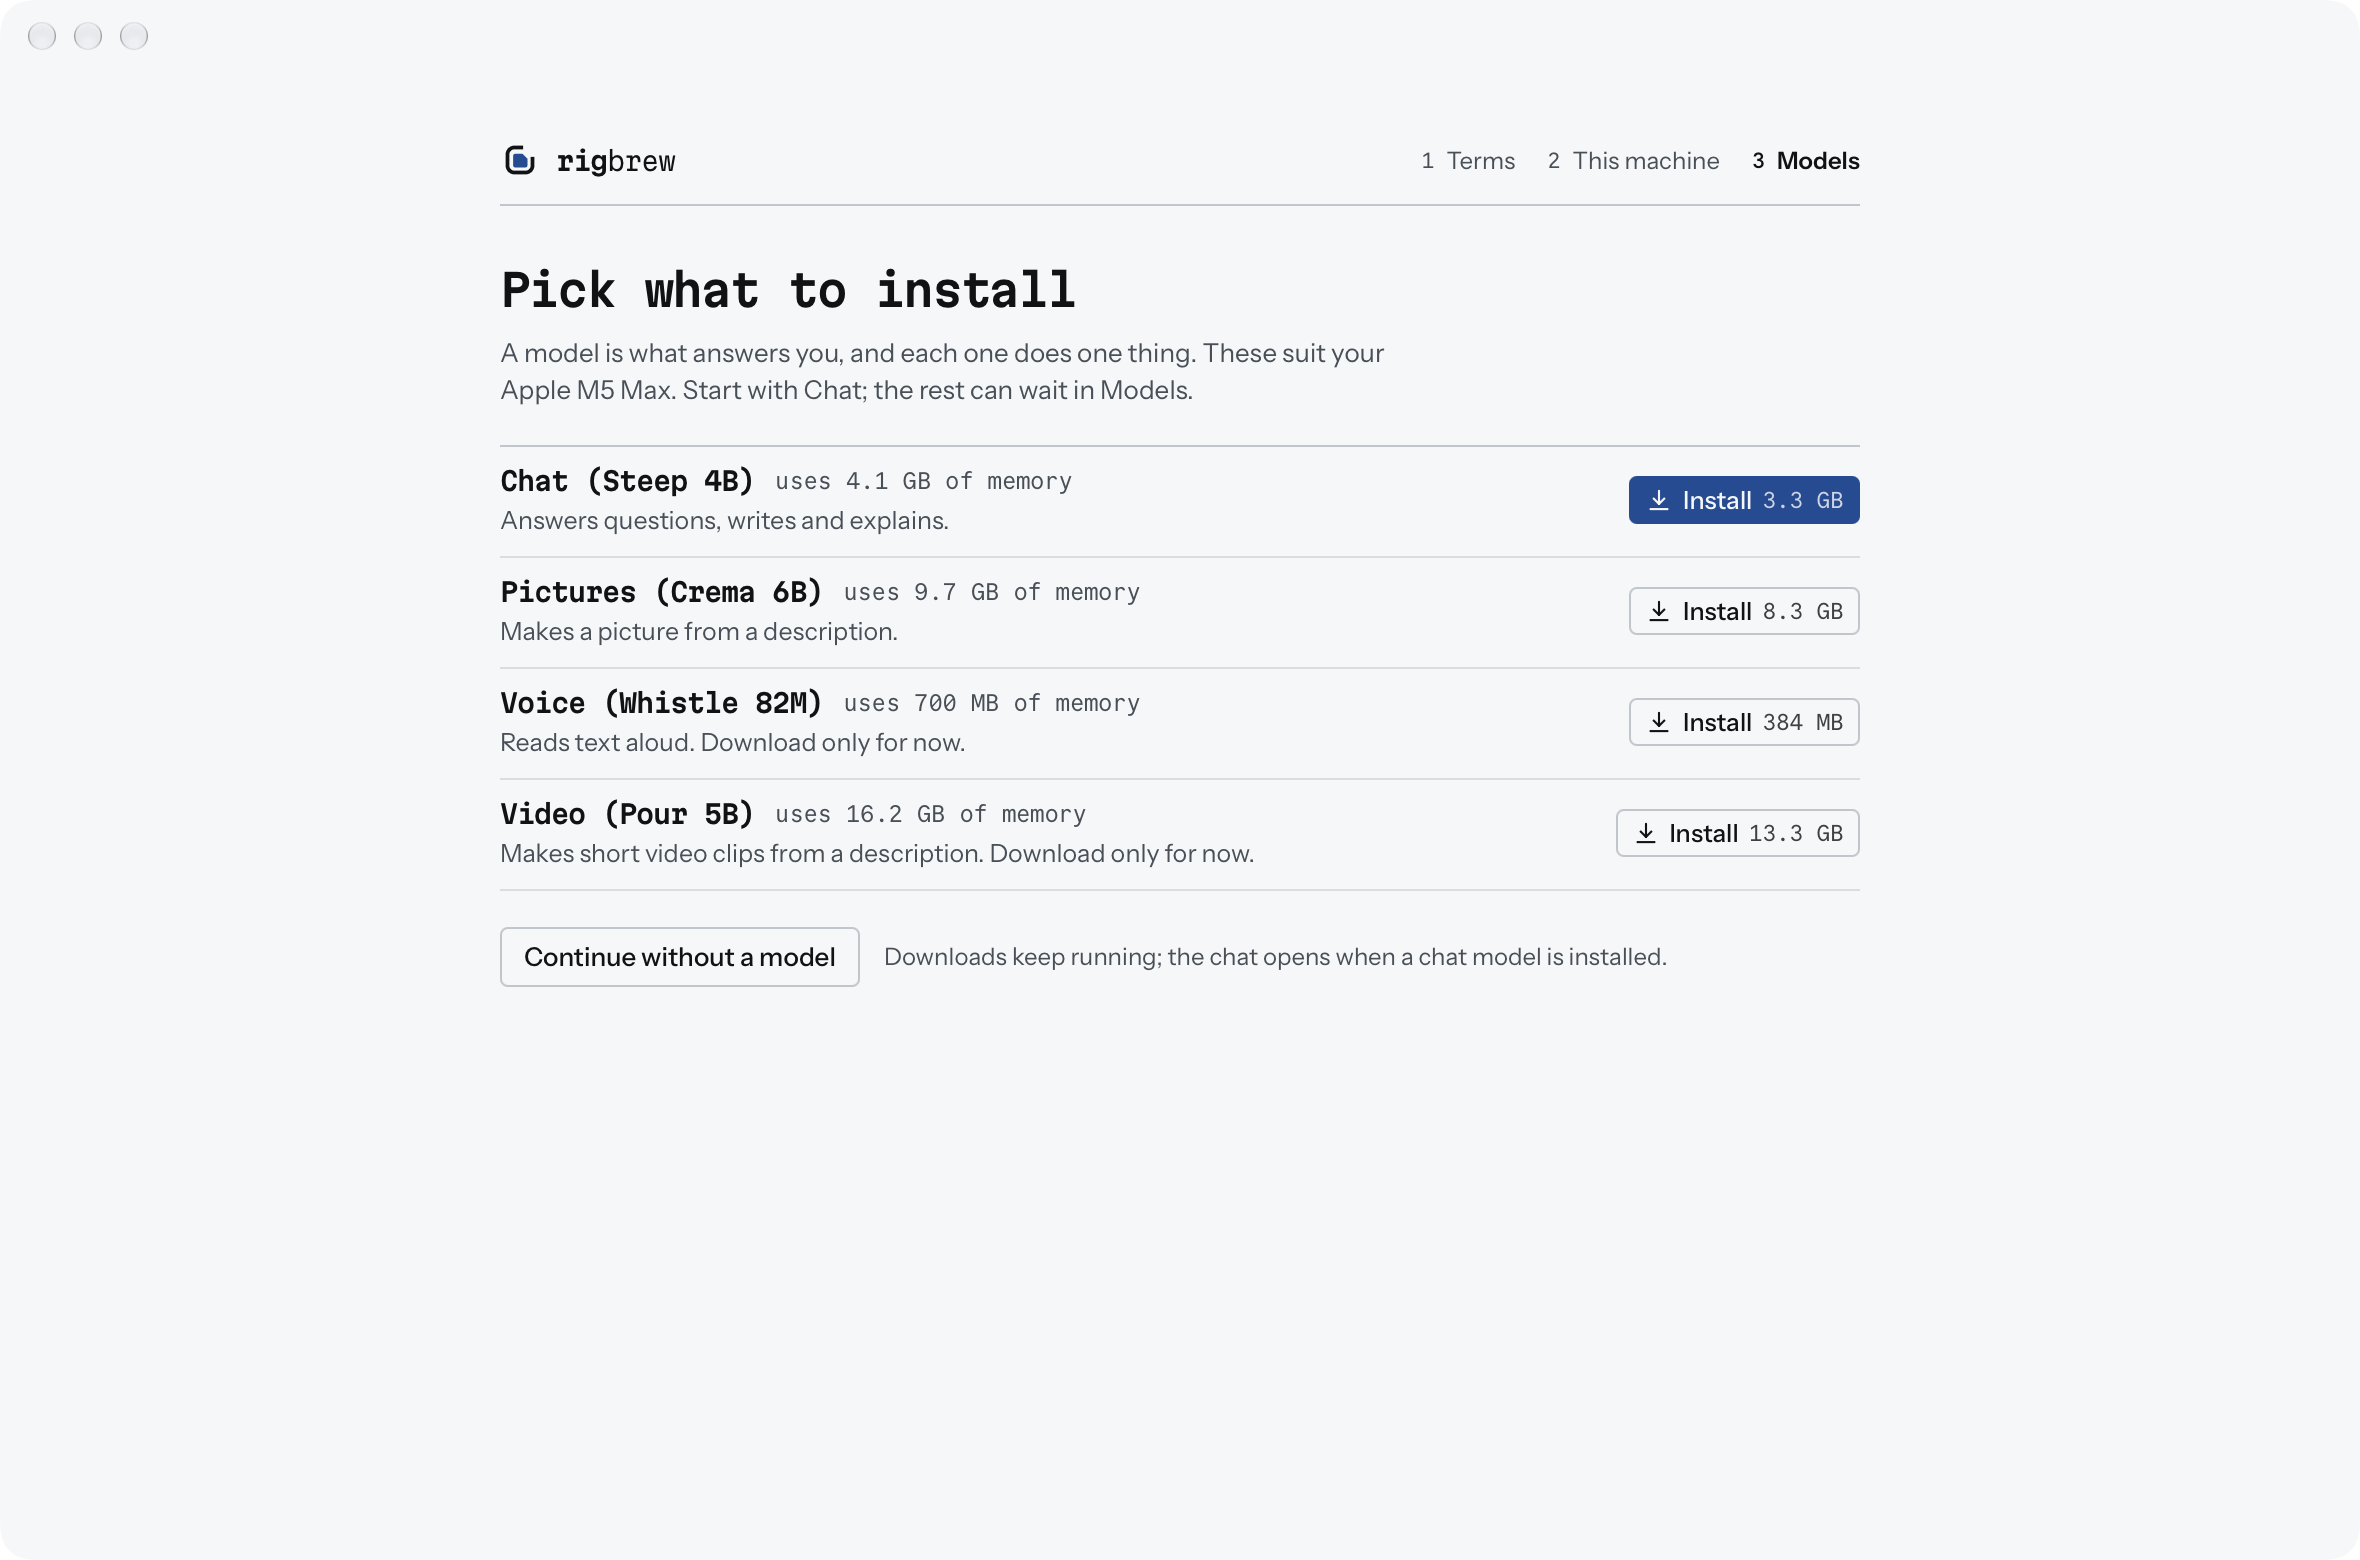 rigbrew
1 Terms 2 This machine 3 Models
Pick what to install
A model is what answers you, and each one does one thing. These suit your
Apple M5 Max. Start with Chat; the rest can wait in Models.
Chat (Steep 4B) uses 4.1 GB of memory
Answers questions, writes and explains.
Install 3.3 GB
Pictures (Crema 6B) uses 9.7 GB of memory
Makes a picture from a description.
Install 8.3 GB
Voice (Whistle 82M) uses 700 MB of memory
Reads text aloud. Download only for now.
Install 384 MB
Video (Pour 5B) uses 16.2 GB of memory
Makes short video clips from a description. Download only for now.
Install 13.3 GB
Continue without a model
Downloads keep running; the chat opens when a chat model is installed.